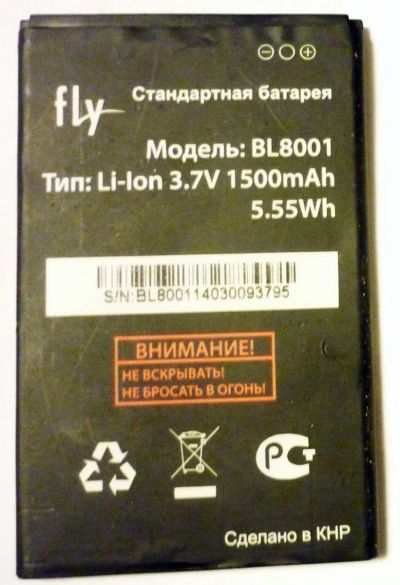 fly
Стандартная батарея
Модель: BL8001
Тип: Li-Ion 3.7V 1500mAh
5.55Wh
S/N:BL800114030093795
ВНИМАНИЕ!
НЕ ВСКРЫВАТЬ!
НЕ БРОСАТЬ В ОГОНЬ!
Сделано в КНР